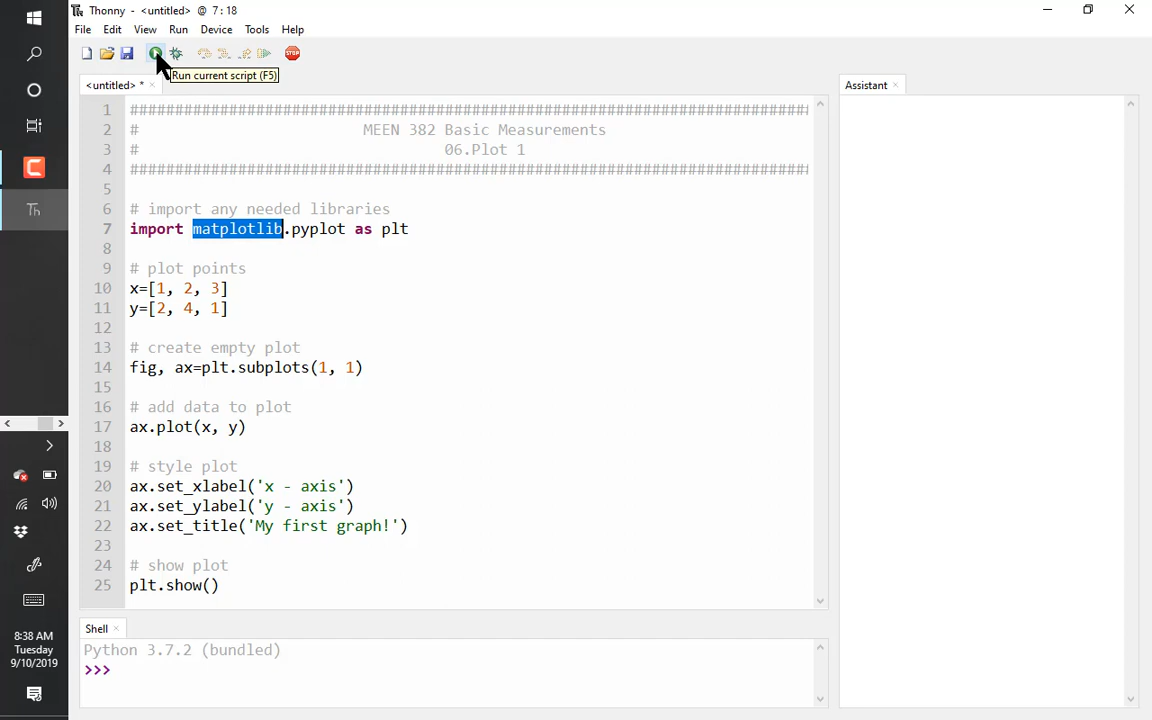 Thonny - <untitled> @ 7:18
File Edit View Run Device Tools Help
Run current script (F5)
<untitled> *
Assistant
1 ###########################################################################
2 # MEEN 382 Basic Measurements
3 # 06.Plot 1
4 ###########################################################################
5
6 # import any needed libraries
7 import matplotlib.pyplot as plt
8
9 # plot points
10 x=[1, 2, 3]
11 y=[2, 4, 1]
12
13 # create empty plot
14 fig, ax=plt.subplots(1, 1)
15
16 # add data to plot
17 ax.plot(x, y)
18
19 # style plot
20 ax.set_xlabel('x - axis')
21 ax.set_ylabel('y - axis')
22 ax.set_title('My first graph!')
23
24 # show plot
25 plt.show()
Shell
Python 3.7.2 (bundled)
>>>
Th
8:38 AM
Tuesday
9/10/2019
STOP